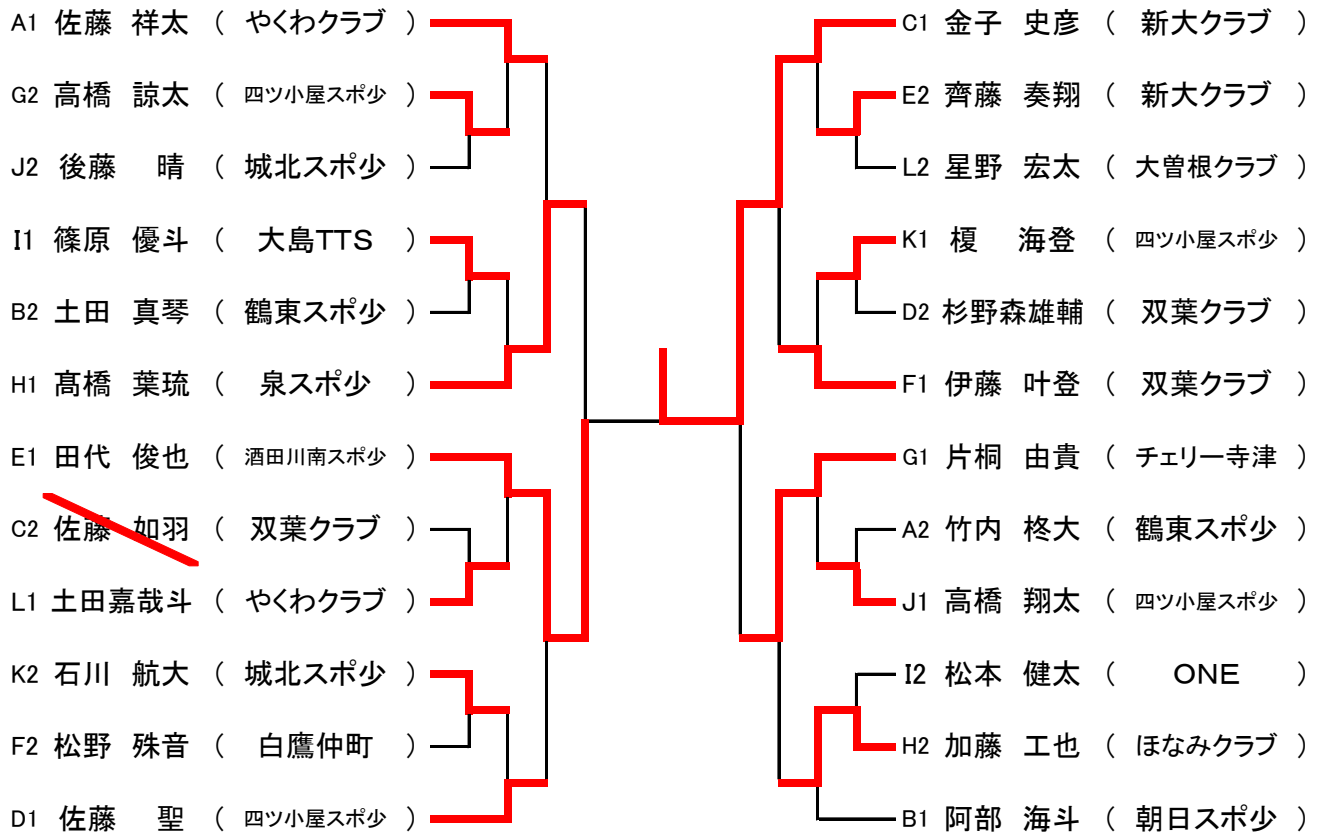 A1 佐藤 祥太 ( やくわクラブ )
G2 高橋 諒太 ( 四ツ小屋スポ少 )
J2 後藤 晴 ( 城北スポ少 )
I1 篠原 優斗 ( 大島TTS )
B2 土田 真琴 ( 鶴東スポ少 )
H1 髙橋 葉琉 ( 泉スポ少 )
E1 田代 俊也 ( 酒田川南スポ少 )
C2 佐藤 如羽 ( 双葉クラブ )
L1 土田嘉哉斗 ( やくわクラブ )
K2 石川 航大 ( 城北スポ少 )
F2 松野 殊音 ( 白鷹仲町 )
D1 佐藤 聖 ( 四ツ小屋スポ少 )
C1 金子 史彦 ( 新大クラブ )
E2 齊藤 奏翔 ( 新大クラブ )
L2 星野 宏太 ( 大曽根クラブ )
K1 榎 海登 ( 四ツ小屋スポ少 )
D2 杉野森雄輔 ( 双葉クラブ )
F1 伊藤 叶登 ( 双葉クラブ )
G1 片桐 由貴 ( チェリー寺津 )
A2 竹内 柊大 ( 鶴東スポ少 )
J1 高橋 翔太 ( 四ツ小屋スポ少 )
I2 松本 健太 ( ONE )
H2 加藤 工也 ( ほなみクラブ )
B1 阿部 海斗 ( 朝日スポ少 )